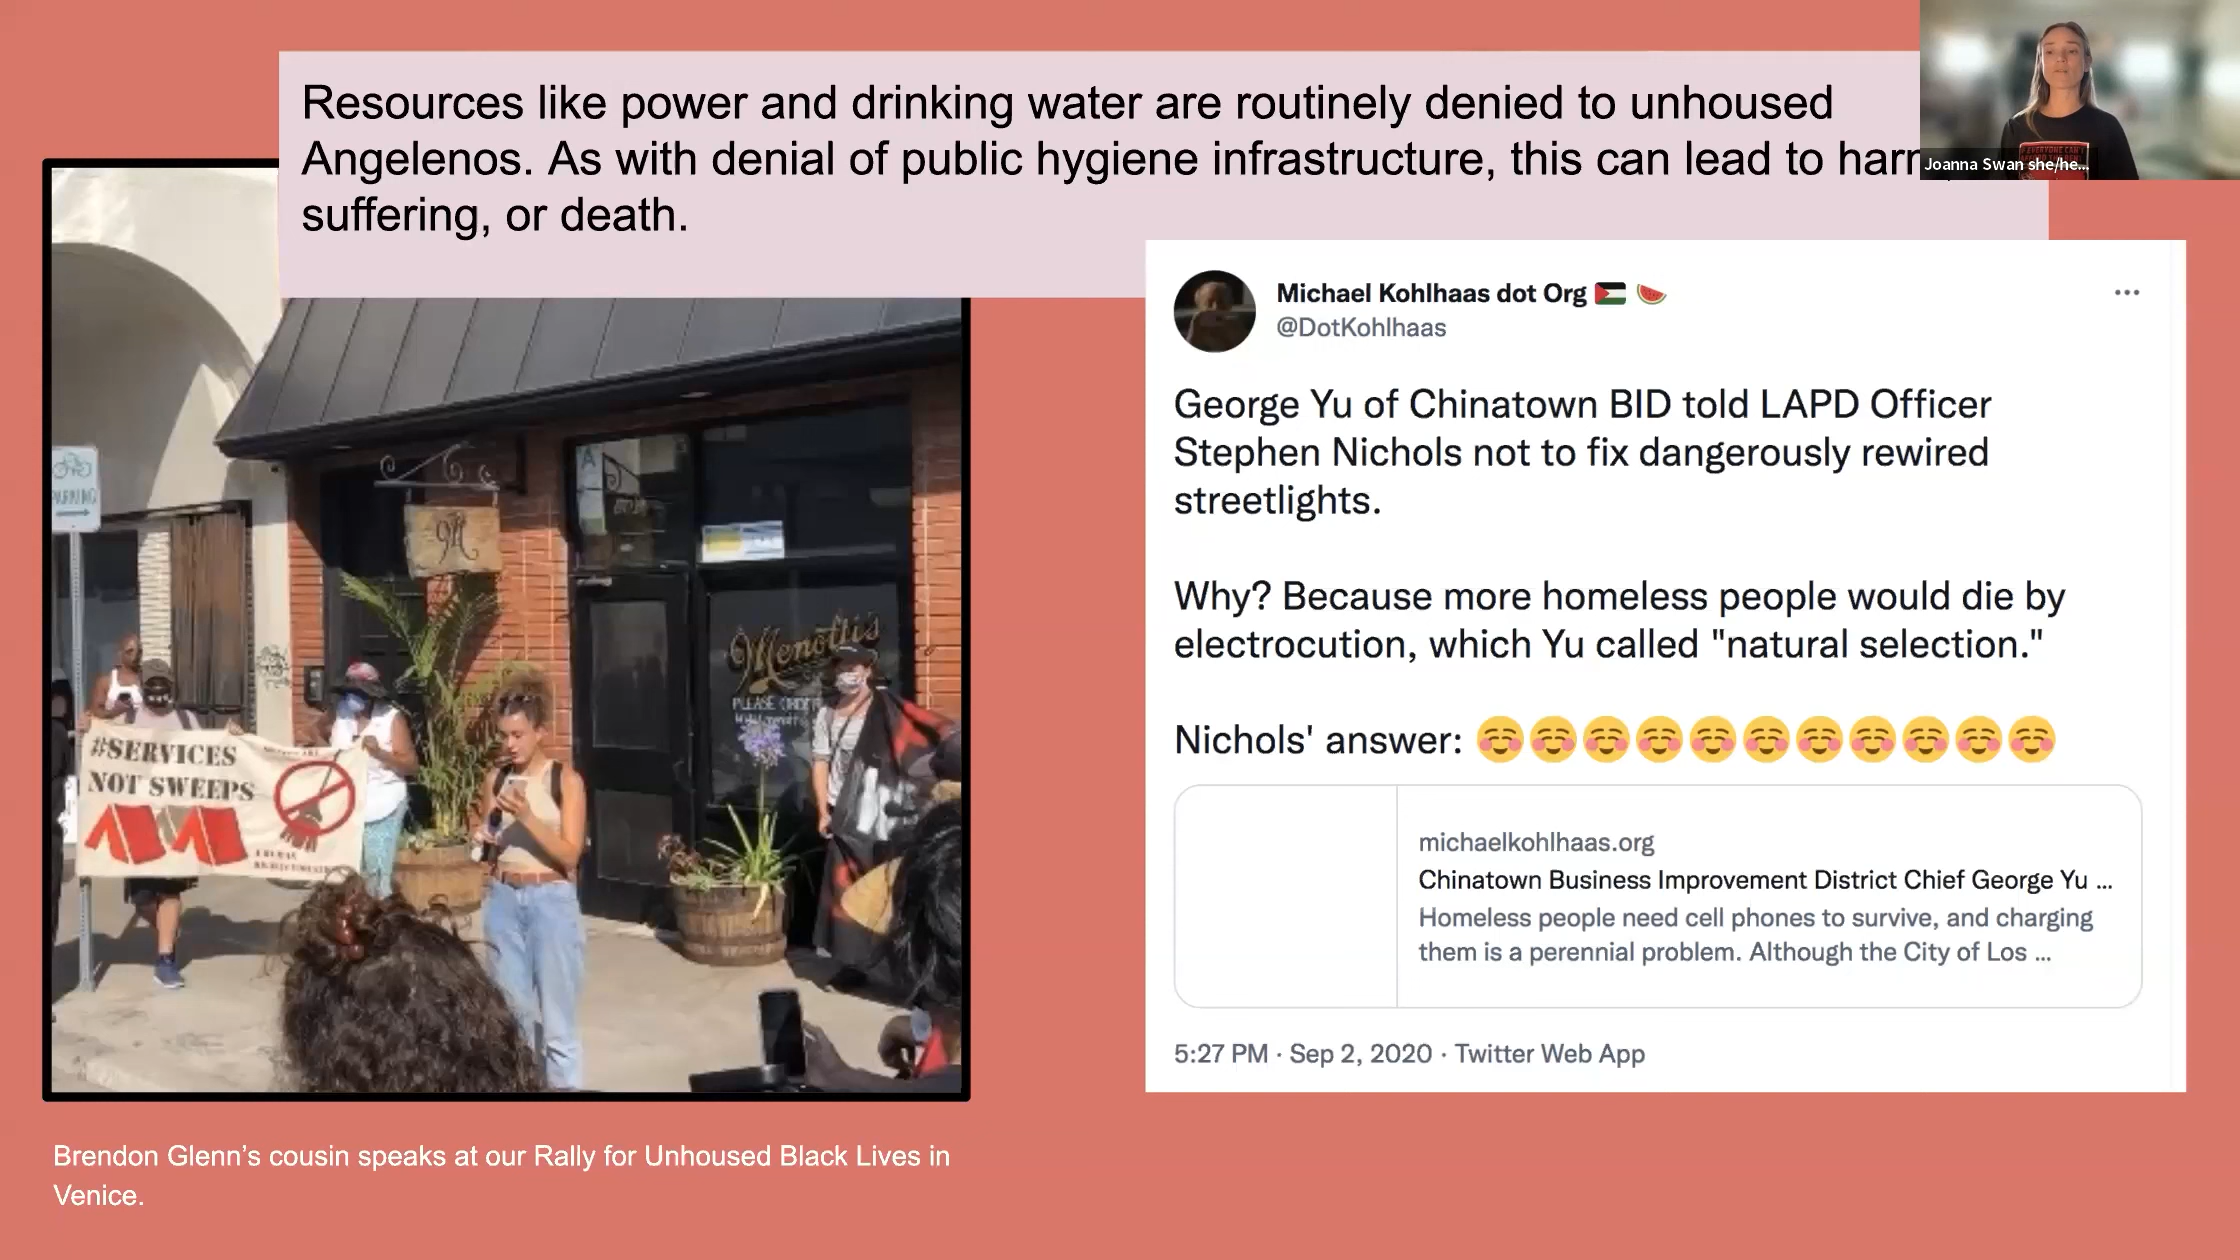 Resources like power and drinking water are routinely denied to unhoused
Angelenos. As with denial of public hygiene infrastructure, this can lead to
suffering, or death.
Joanna Swan she/he...
Michael Kohlhaas dot Org 🇵🇸 🍉
@DotKohlhaas
George Yu of Chinatown BID told LAPD Officer
Stephen Nichols not to fix dangerously rewired
streetlights.
Why? Because more homeless people would die by
electrocution, which Yu called "natural selection."
Nichols' answer: ☺️☺️☺️☺️☺️☺️☺️☺️☺️☺️☺️
michaelkohlhaas.org
Chinatown Business Improvement District Chief George Yu ...
Homeless people need cell phones to survive, and charging
them is a perennial problem. Although the City of Los ...
5:27 PM · Sep 2, 2020 · Twitter Web App
PARKING
A
M
Menottis
PLEASE ORDER
#SERVICES
NOT SWEEPS
Brendon Glenn’s cousin speaks at our Rally for Unhoused Black Lives in
Venice.